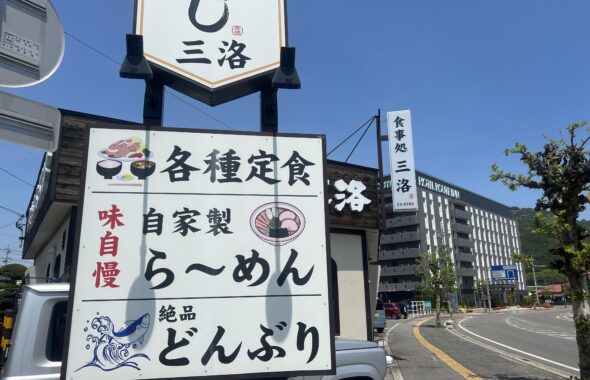 し
三洛
各種定食
味自慢
自家製
ら〜めん
絶品
どんぶり
三洛
食事処 三洛